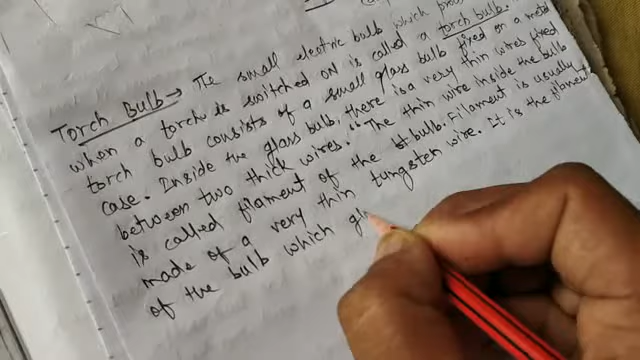 Torch Bulb → The small electric bulb which
when a torch is switched ON is called a torch bulb.
torch bulb consists of a small glass bulb fixed on a metal
case. Inside the glass bulb, there is a very thin wires fixed
between two thick wires. "The thin wire inside the bulb
is called filament of the bulb. Filament is usually
made of a very thin tungsten wire. It is the filament
of the bulb which gl